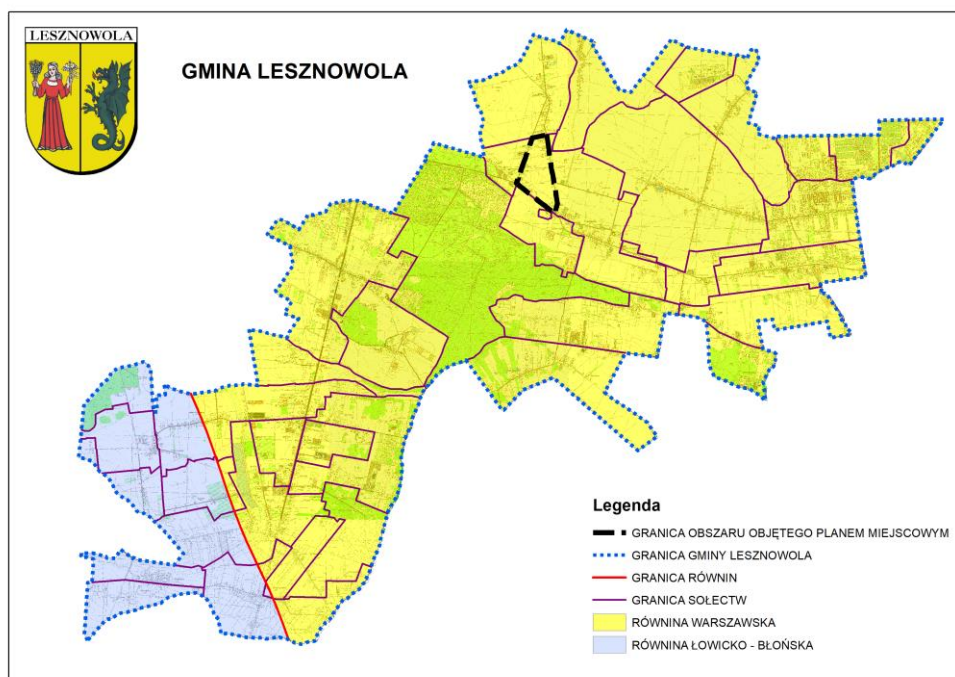 LESZNOWOLA
GMINA LESZNOWOLA
Legenda
GRANICA OBSZARU OBJĘTEGO PLANEM MIEJSCOWYM
GRANICA GMINY LESZNOWOLA
GRANICA RÓWNIN
GRANICA SOŁECTW
RÓWNINA WARSZAWSKA
RÓWNINA ŁOWICKO - BŁOŃSKA